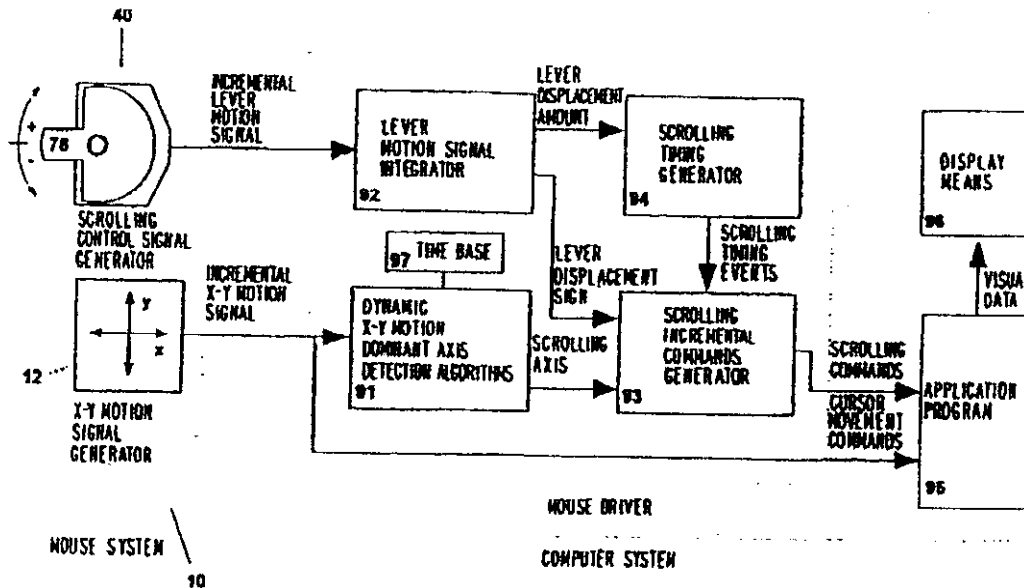 40
INCREMENTAL
LEVER
MOTION
SIGNAL
LEVER
DISPLACEMENT
AMOUNT
+
-
78
LEVER
MOTION SIGNAL
INTEGRATOR
92
SCROLLING
TIMING
GENERATOR
94
DISPLAY
MEANS
96
SCROLLING
CONTROL SIGNAL
GENERATOR
97 TIME BASE
LEVER
DISPLACEMENT
SIGN
SCROLLING
TIMING
EVENTS
VISUA
DATA
INCREMENTAL
X-Y MOTION
SIGNAL
y
x
12
X-Y MOTION
SIGNAL
GENERATOR
DYNAMIC
X-Y MOTION
DOMINANT AXIS
DETECTION ALGORITHMS
91
SCROLLING
AXIS
SCROLLING
INCREMENTAL
COMMANDS
GENERATOR
93
SCROLLING
COMMANDS
CURSOR
MOVEMENT
COMMANDS
APPLICATION
PROGRAM
95
MOUSE DRIVER
MOUSE SYSTEM
10
COMPUTER SYSTEM